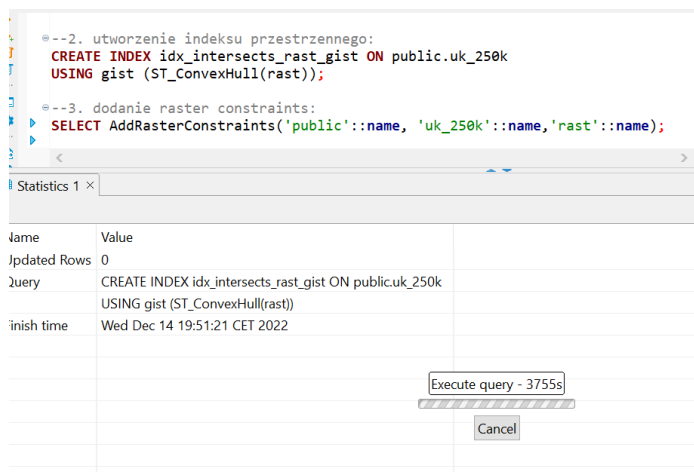 --2. utworzenie indeksu przestrzennego:
CREATE INDEX idx_intersects_rast_gist ON public.uk_250k
USING gist (ST_ConvexHull(rast));
--3. dodanie raster constraints:
SELECT AddRasterConstraints('public'::name, 'uk_250k'::name,'rast'::name);
Statistics 1 ×
Name Value
Updated Rows 0
Query CREATE INDEX idx_intersects_rast_gist ON public.uk_250k
USING gist (ST_ConvexHull(rast))
Finish time Wed Dec 14 19:51:21 CET 2022
Execute query - 3755s
Cancel